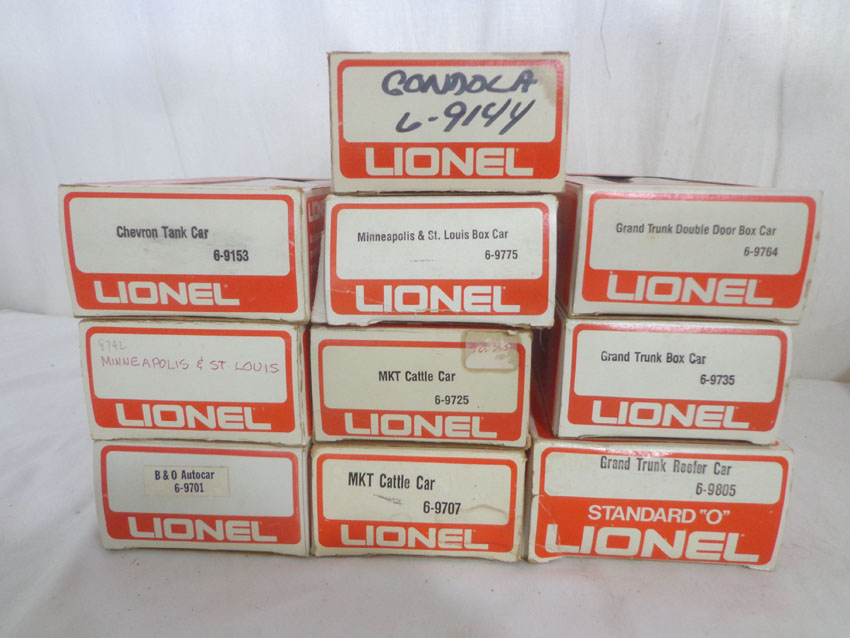 GONDOLA
6-9144
LIONEL
Chevron Tank Car
6-9153
LIONEL
Minneapolis & St. Louis Box Car
6-9775
LIONEL
Grand Trunk Double Door Box Car
6-9764
LIONEL
MINNEAPOLIS & ST LOUIS
LIONEL
MKT Cattle Car
6-9725
LIONEL
Grand Trunk Box Car
6-9735
LIONEL
B & O Autocar
6-9701
LIONEL
MKT Cattle Car
6-9707
LIONEL
Grand Trunk Reefer Car
6-9805
STANDARD "O"
LIONEL